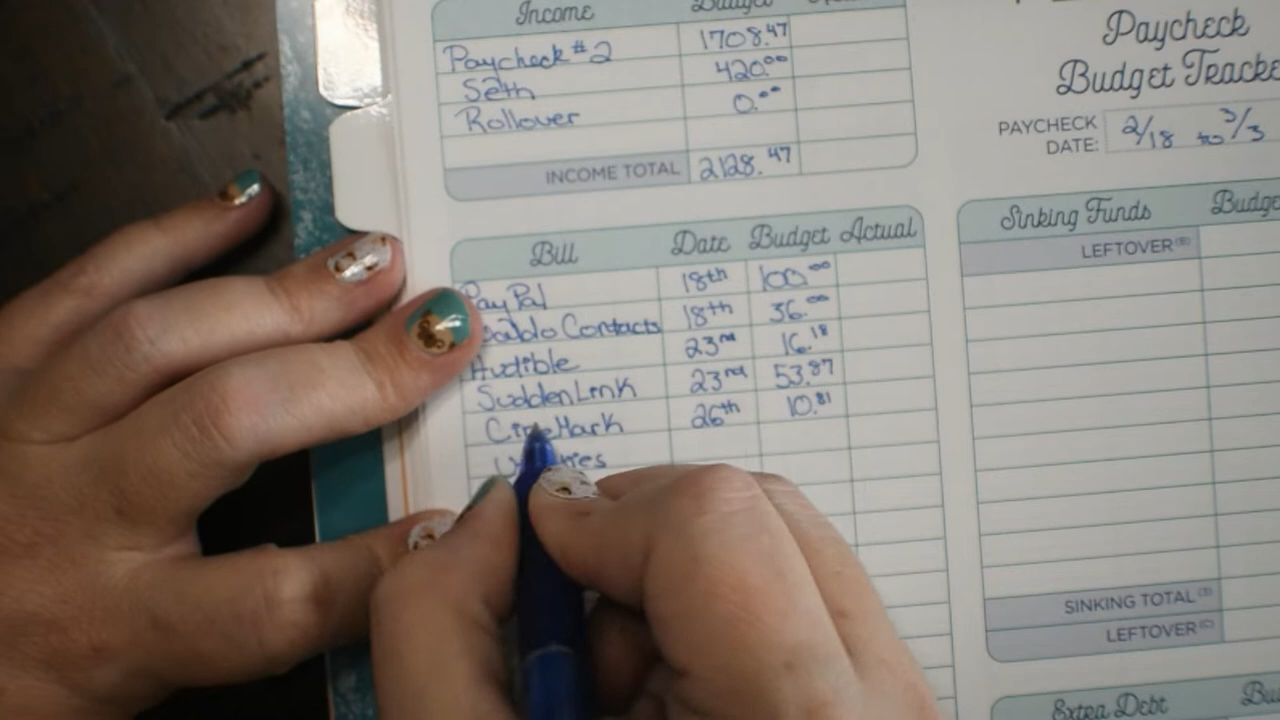 Income Budget Actual
Paycheck #2 1708.47
Seth 420.00
Rollover 0.00
INCOME TOTAL 2128.47
Paycheck
Budget Tracke
PAYCHECK DATE: 2/18 to 3/3
Bill Date Budget Actual
PayPal 18th 100.00
Contacts 18th 36.00
Audible 23rd 16.18
SuddenLink 23rd 53.87
CineMark 26th 10.81
Sinking Funds Budge
LEFTOVER (B)
SINKING TOTAL
LEFTOVER (C)
Extra Debt Bu